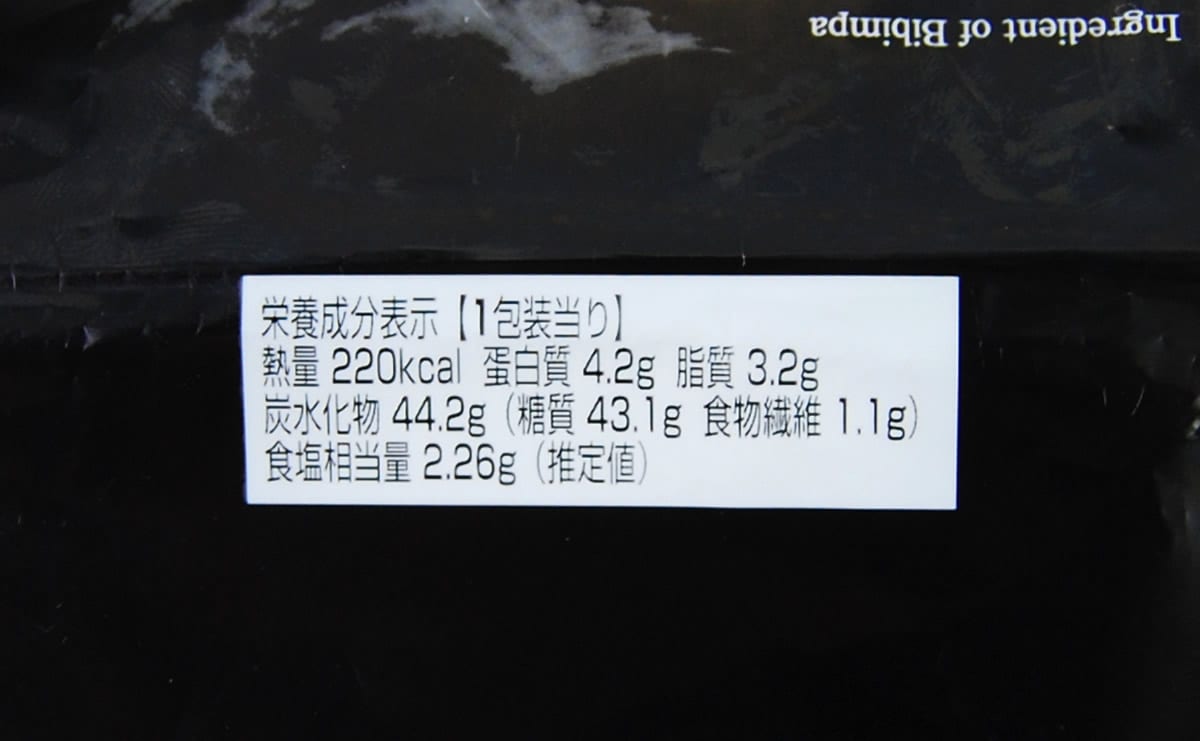 Ingredient of Bibimpa
栄養成分表示【1包装当り】
熱量 220kcal 蛋白質 4.2g 脂質 3.2g
炭水化物 44.2g（糖質 43.1g 食物繊維 1.1g）
食塩相当量 2.26g（推定値）